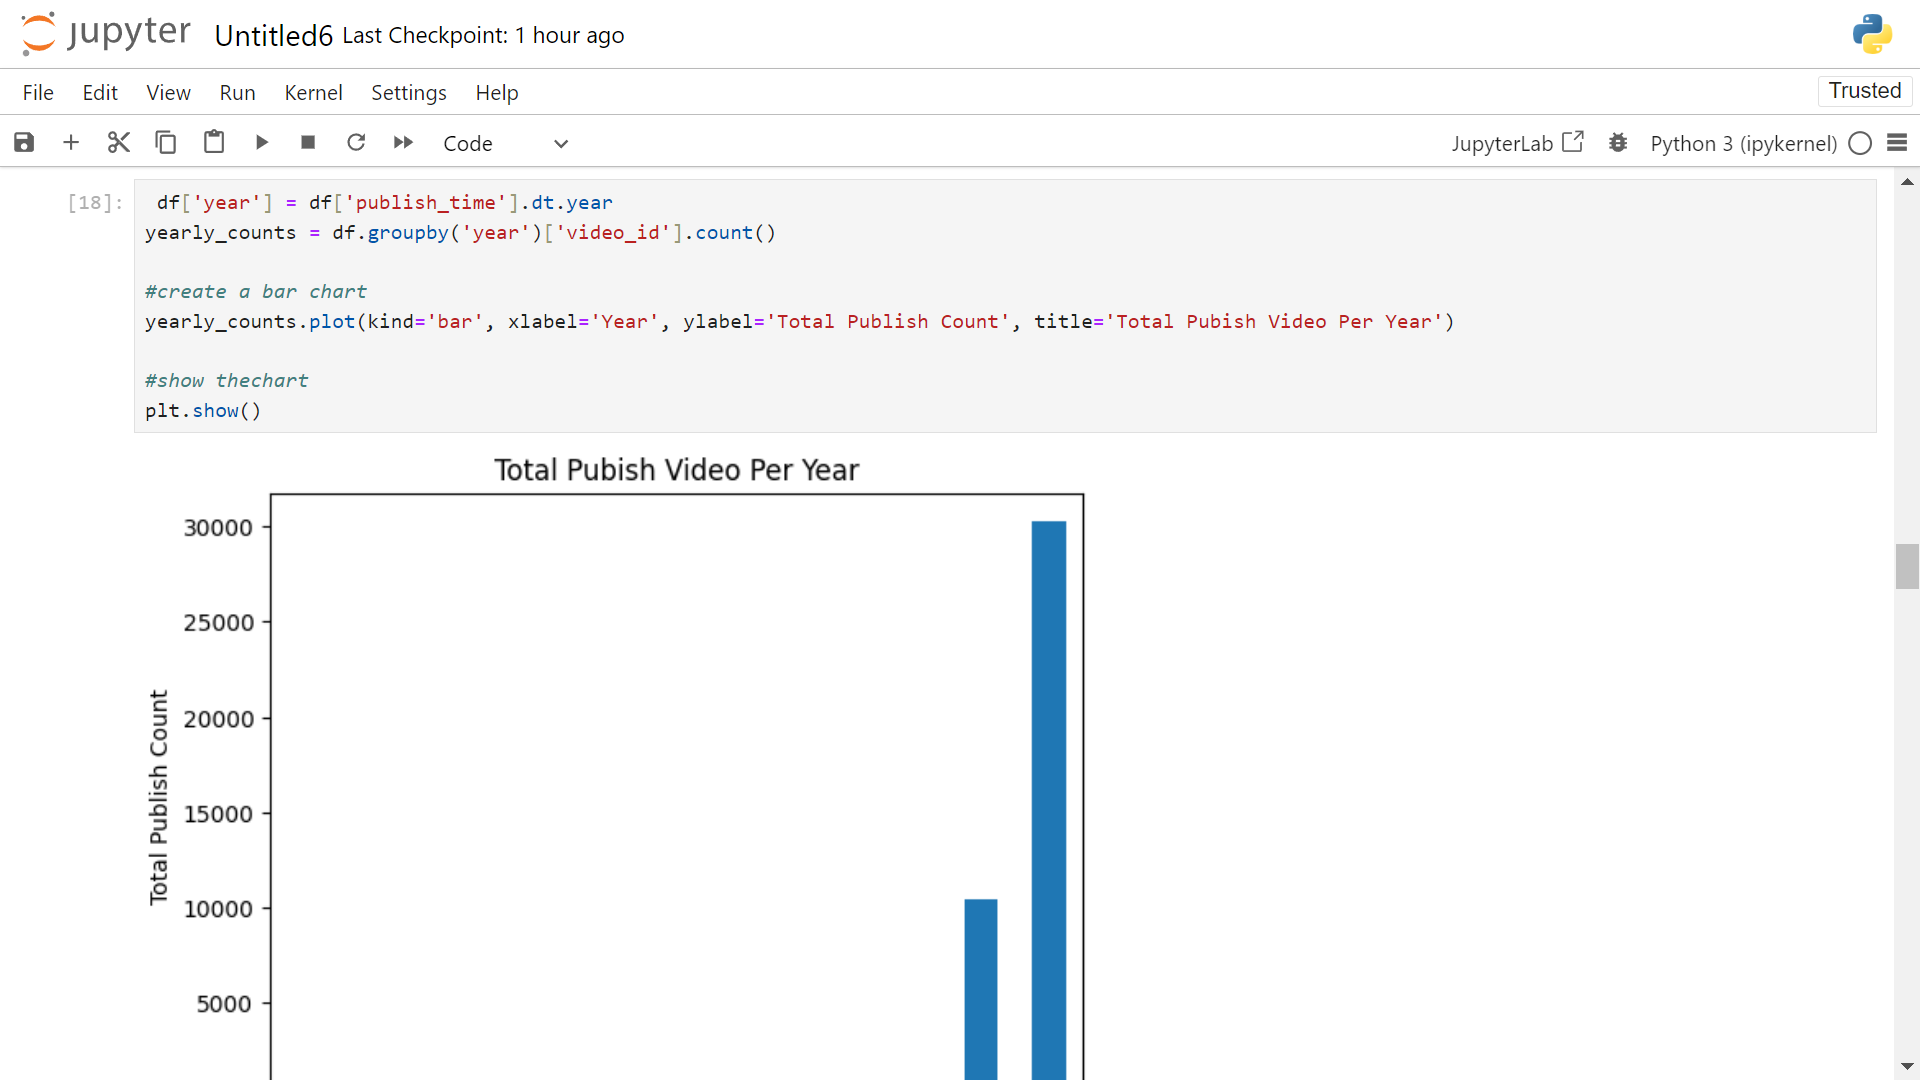 jupyter Untitled6 Last Checkpoint: 1 hour ago
File Edit View Run Kernel Settings Help Trusted
Code JupyterLab Python 3 (ipykernel)
[18]: df['year'] = df['publish_time'].dt.year
yearly_counts = df.groupby('year')['video_id'].count()
#create a bar chart
yearly_counts.plot(kind='bar', xlabel='Year', ylabel='Total Publish Count', title='Total Pubish Video Per Year')
#show thechart
plt.show()
Total Pubish Video Per Year
30000
25000
20000
15000
10000
5000
Total Publish Count